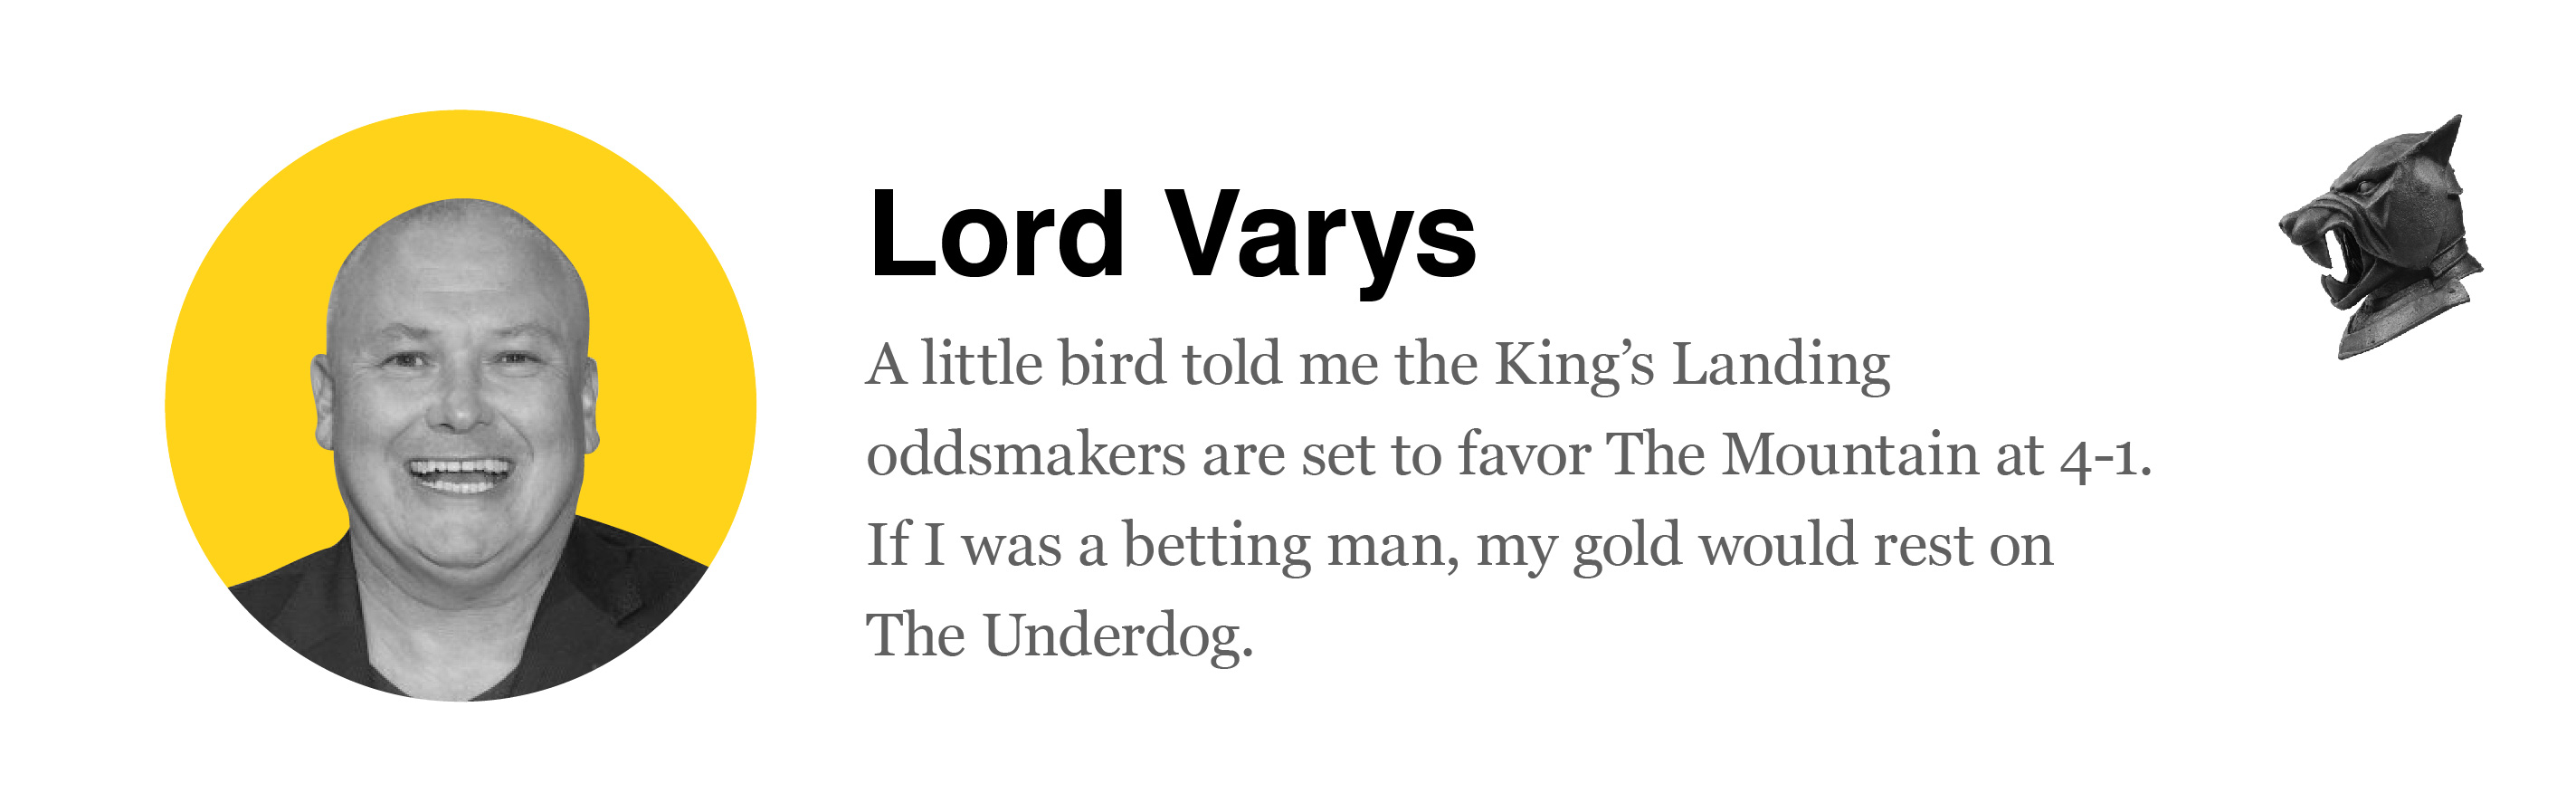 Lord Varys
A little bird told me the King’s Landing
oddsmakers are set to favor The Mountain at 4-1.
If I was a betting man, my gold would rest on
The Underdog.